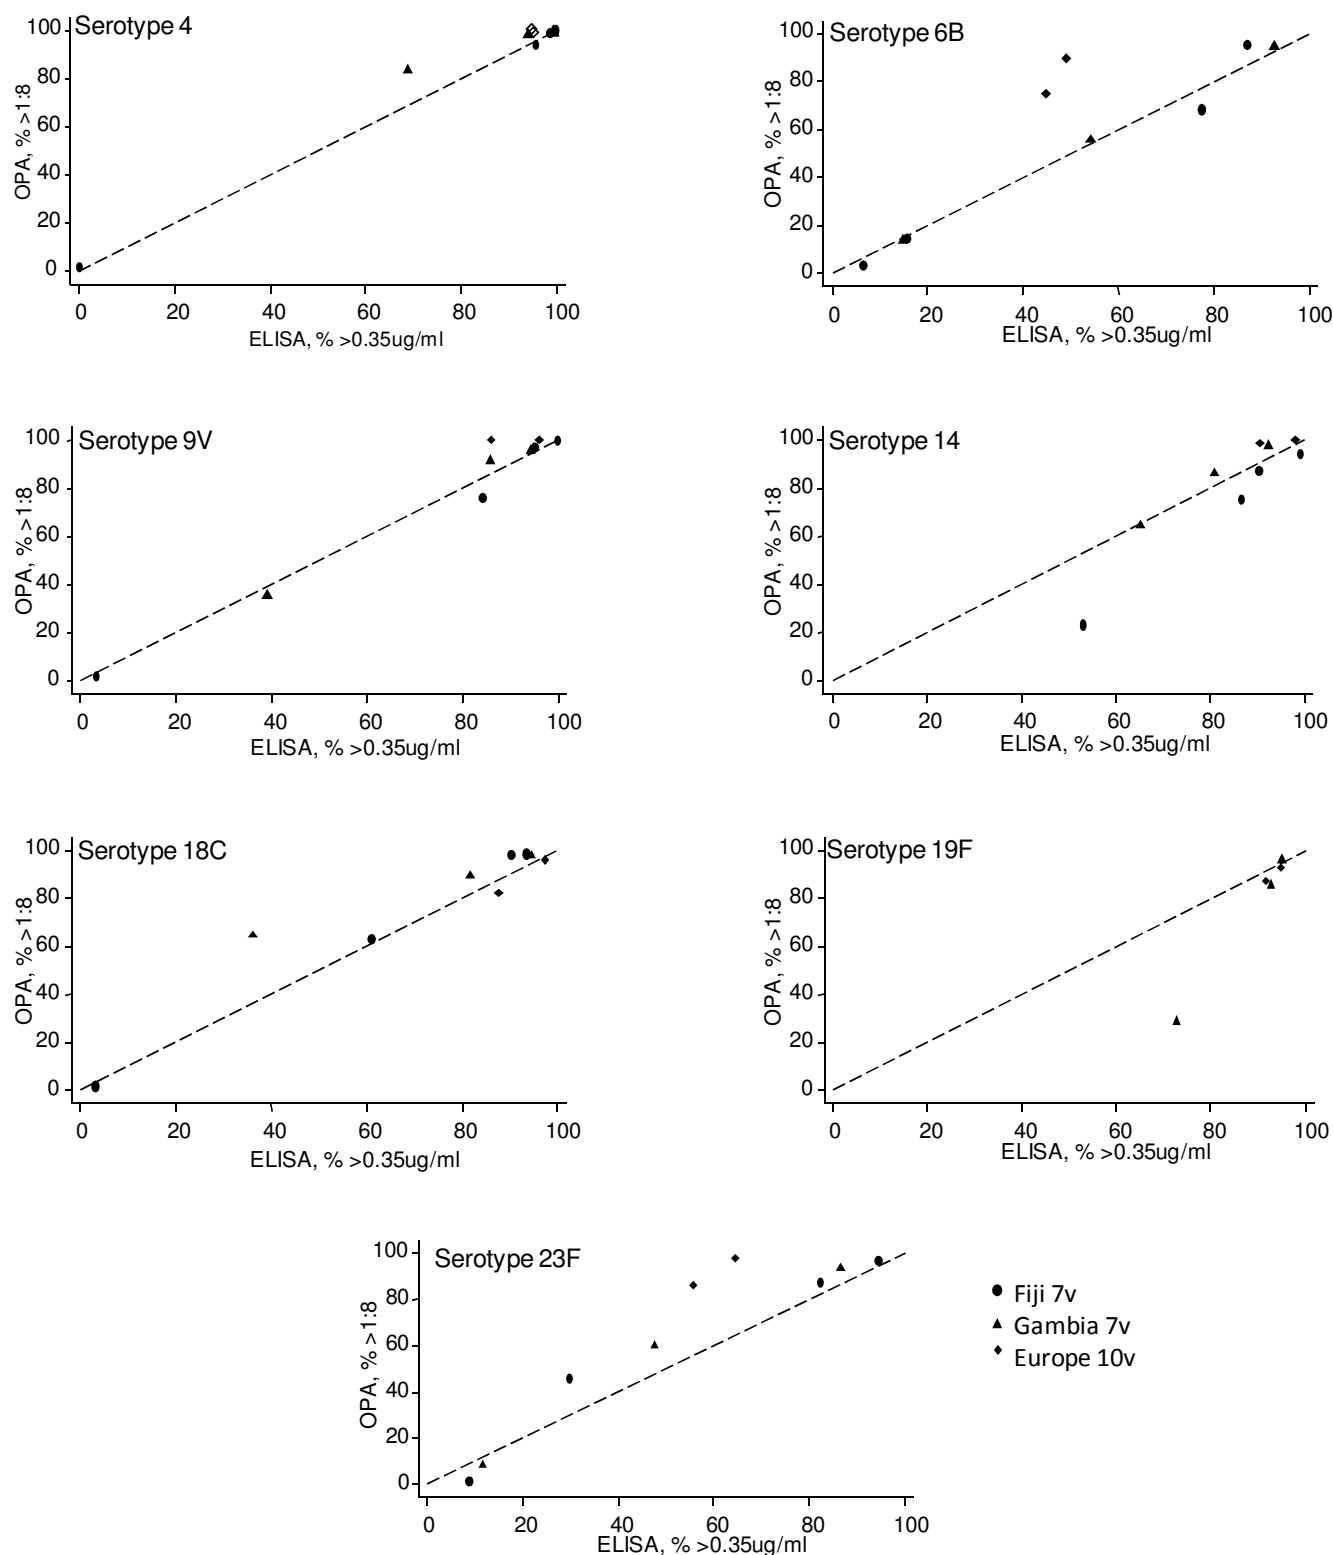 Serotype 4
OPA, % >1:8
100
80
60
40
20
0
0 20 40 60 80 100
ELISA, % >0.35ug/ml
Serotype 6B
OPA, % >1:8
100
80
60
40
20
0
0 20 40 60 80 100
ELISA, % >0.35ug/ml
Serotype 9V
OPA, % >1:8
100
80
60
40
20
0
0 20 40 60 80 100
ELISA, % >0.35ug/ml
Serotype 14
OPA, % >1:8
100
80
60
40
20
0
0 20 40 60 80 100
ELISA, % >0.35ug/ml
Serotype 18C
OPA, % >1:8
100
80
60
40
20
0
0 20 40 60 80 100
ELISA, % >0.35ug/ml
Serotype 19F
OPA, % >1:8
100
80
60
40
20
0
0 20 40 60 80 100
ELISA, % >0.35ug/ml
Serotype 23F
OPA, % >1:8
100
80
60
40
20
0
0 20 40 60 80 100
ELISA, % >0.35ug/ml
Fiji 7v
Gambia 7v
Europe 10v